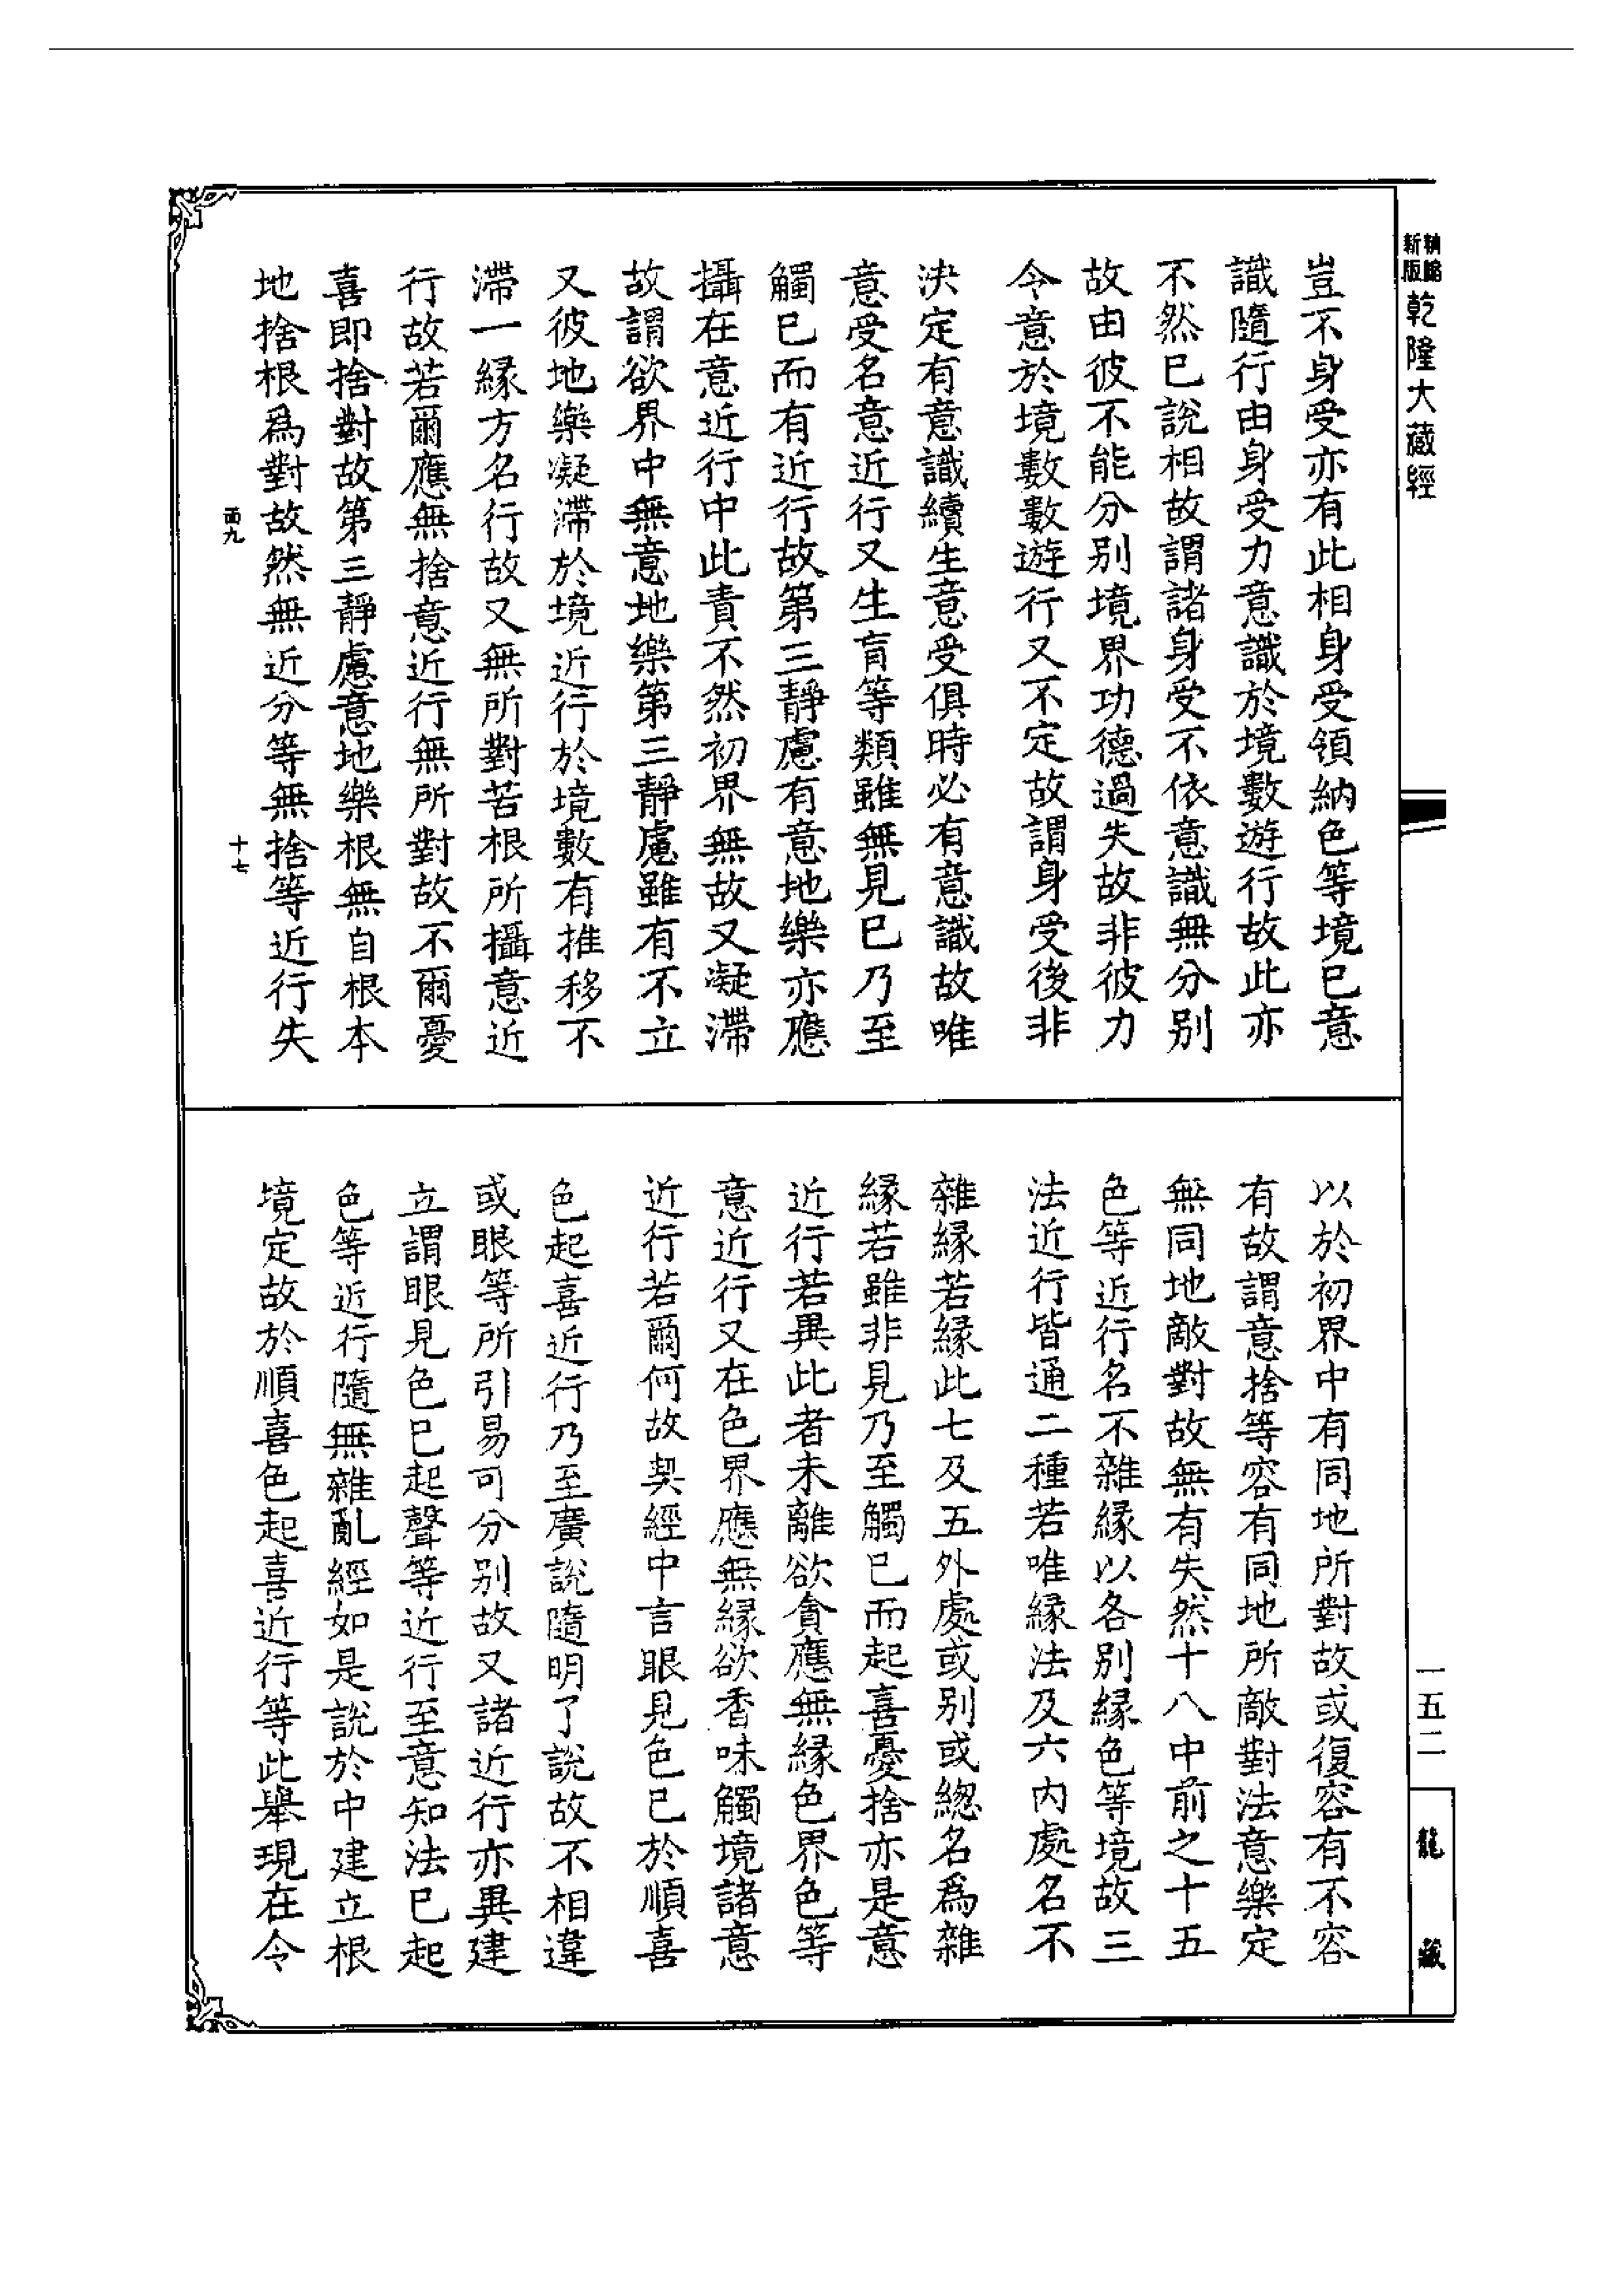 新版
精縮
乾隆大藏經
豈不身受亦有此相身受領納色等境已意
識隨行由身受力意識於境數遊行故此亦
不然已說相故謂諸身受不依意識無分別
故由彼不能分別境界功德過失故非彼力
令意於境數數遊行又不定故謂身受後非
決定有意識續生意受俱時必有意識故唯
意受名意近行又生盲等類雖無見已乃至
觸已而有近行故第三靜慮有意地樂亦應
攝在意近行中此責不然初界無故又凝滯
故謂欲界中無意地樂第三靜慮雖有不立
又彼地樂凝滯於境近行於境數有推移不
滯一緣方名行故又無所對苦根所攝意近
行故若爾應無捨意近行無所對故不爾憂
喜即捨對故第三靜慮意地樂根無自根本
地捨根爲對故然無近分等無捨等近行失
面九
十七
以於初界中有同地所對故或復容有不容
有故謂意捨等容有同地所敵對法意樂定
無同地敵對故無有失然十八中前之十五
色等近行名不雜緣以各別緣色等境故三
法近行皆通二種若唯緣法及六內處名不
雜緣若緣此七及五外處或別或總名爲雜
緣若雖非見乃至觸已而起喜憂捨亦是意
近行若異此者未離欲貪應無緣色界色等
意近行又在色界應無緣欲香味觸境諸意
近行若爾何故契經中言眼見色已於順喜
色起喜近行乃至廣說隨明了說故不相違
或眼等所引易可分別故又諸近行亦異建
立謂眼見色已起聲等近行至意知法已起
色等近行隨無雜亂經如是說於中建立根
境定故於順喜色起喜近行等此舉現在令
一五二
龍藏